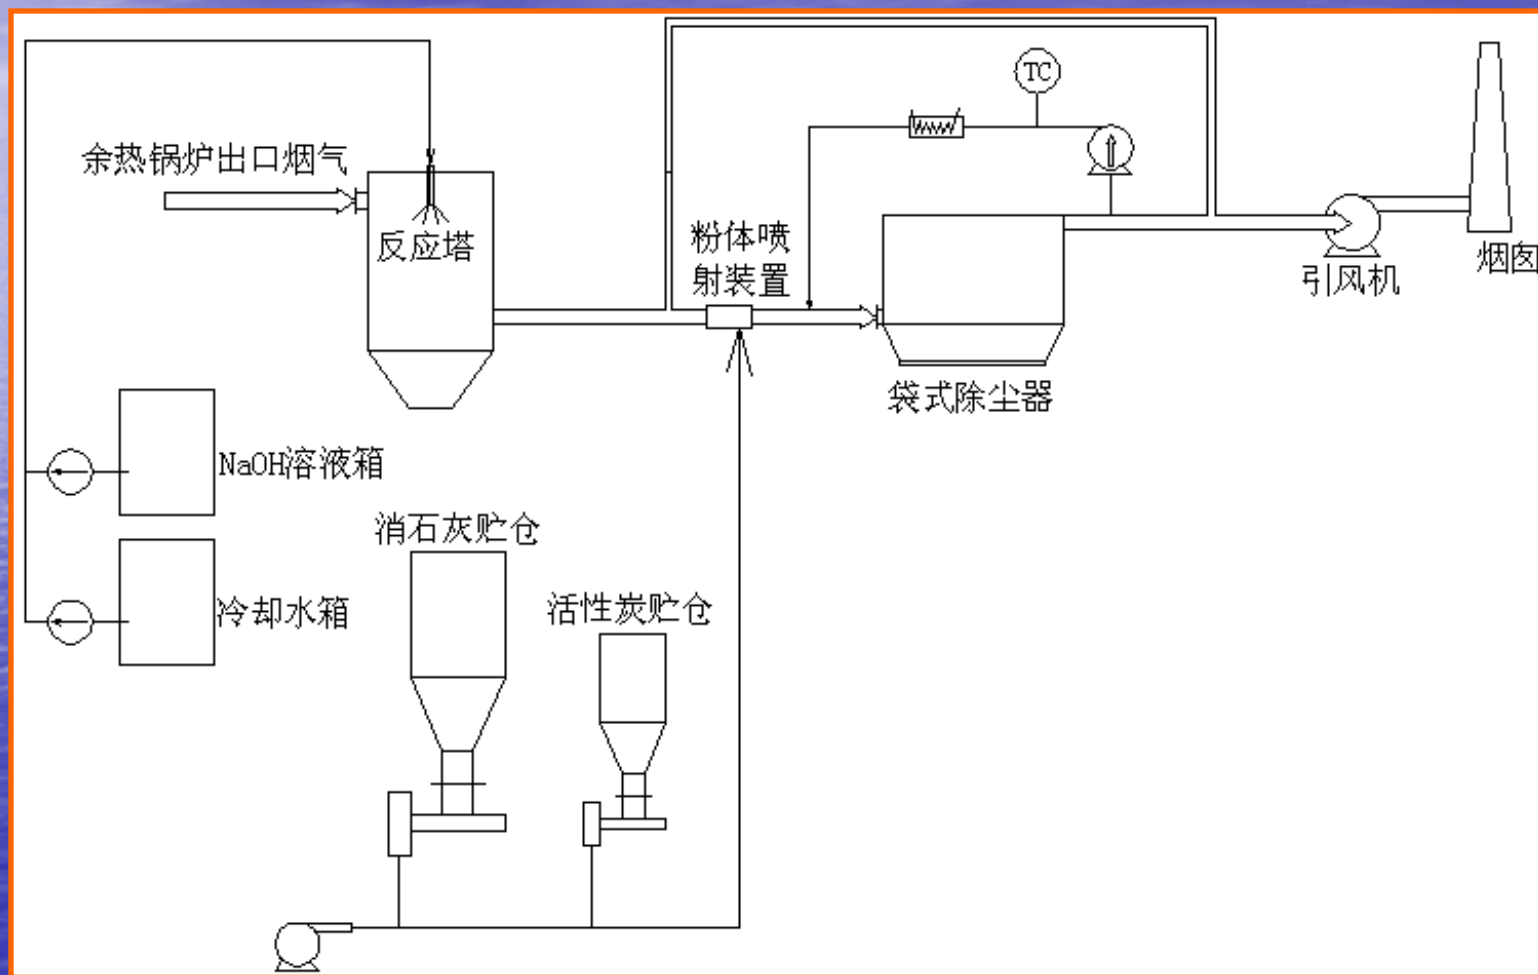 TC
余热锅炉出口烟气
反应塔
粉体喷
射装置
引风机
烟囱
袋式除尘器
NaOH溶液箱
消石灰贮仓
冷却水箱
活性炭贮仓